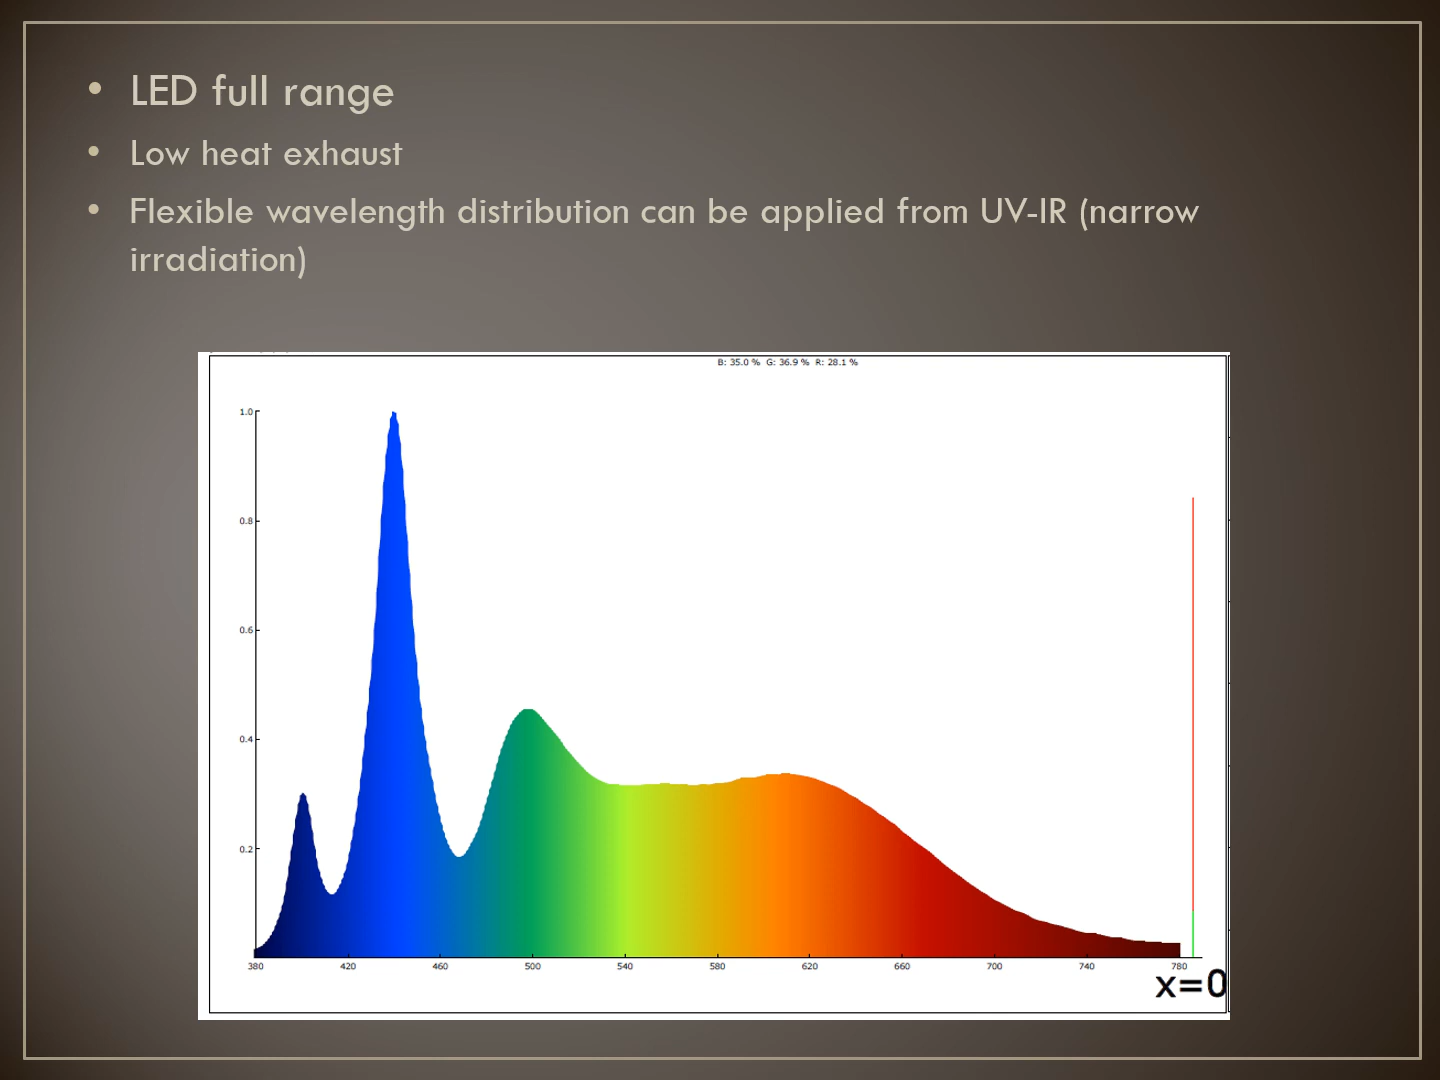 • LED full range
• Low heat exhaust
• Flexible wavelength distribution can be applied from UV-IR (narrow
irradiation)
B: 35.0 % G: 36.9 % R: 28.1 %
1.0
0.8
0.6
0.4
0.2
380 420 460 500 540 580 620 660 700 740 780
x=0